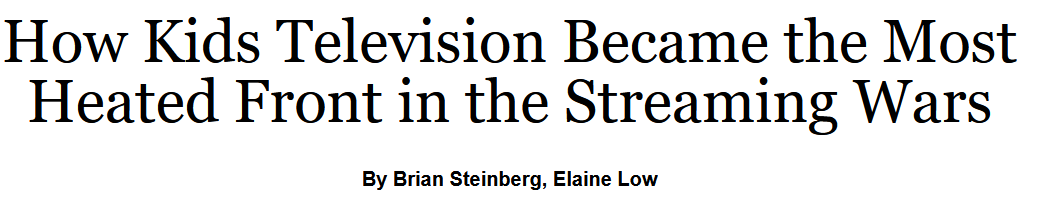 How Kids Television Became the Most
Heated Front in the Streaming Wars
By Brian Steinberg, Elaine Low